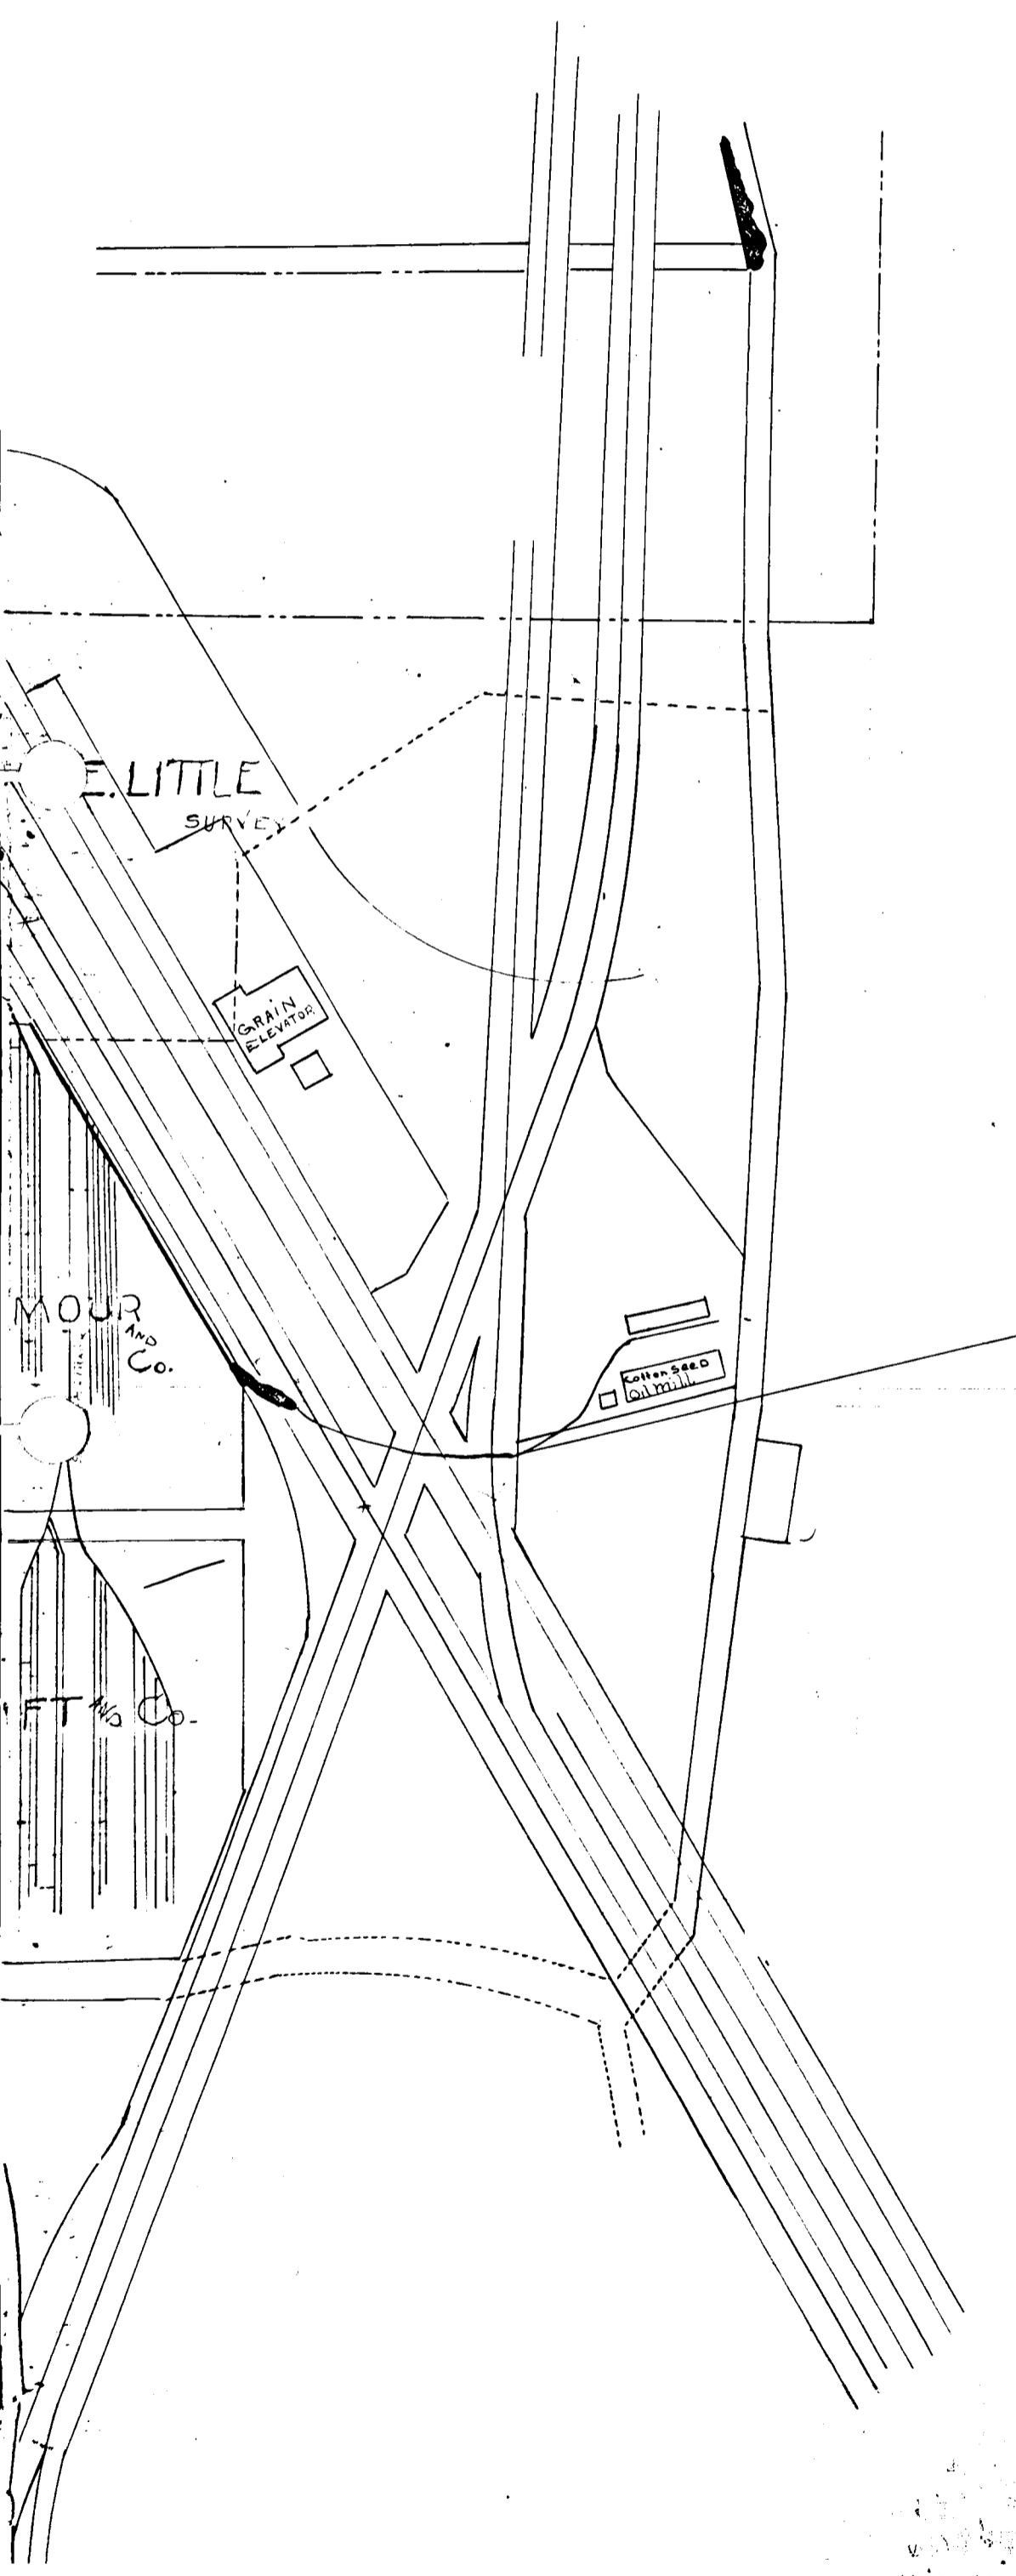 E. LITTLE
SURVEY
GRAIN
ELEVATOR
MOUR
AND
Co.
Cotton Seed
Oil mill
FT AND Co.